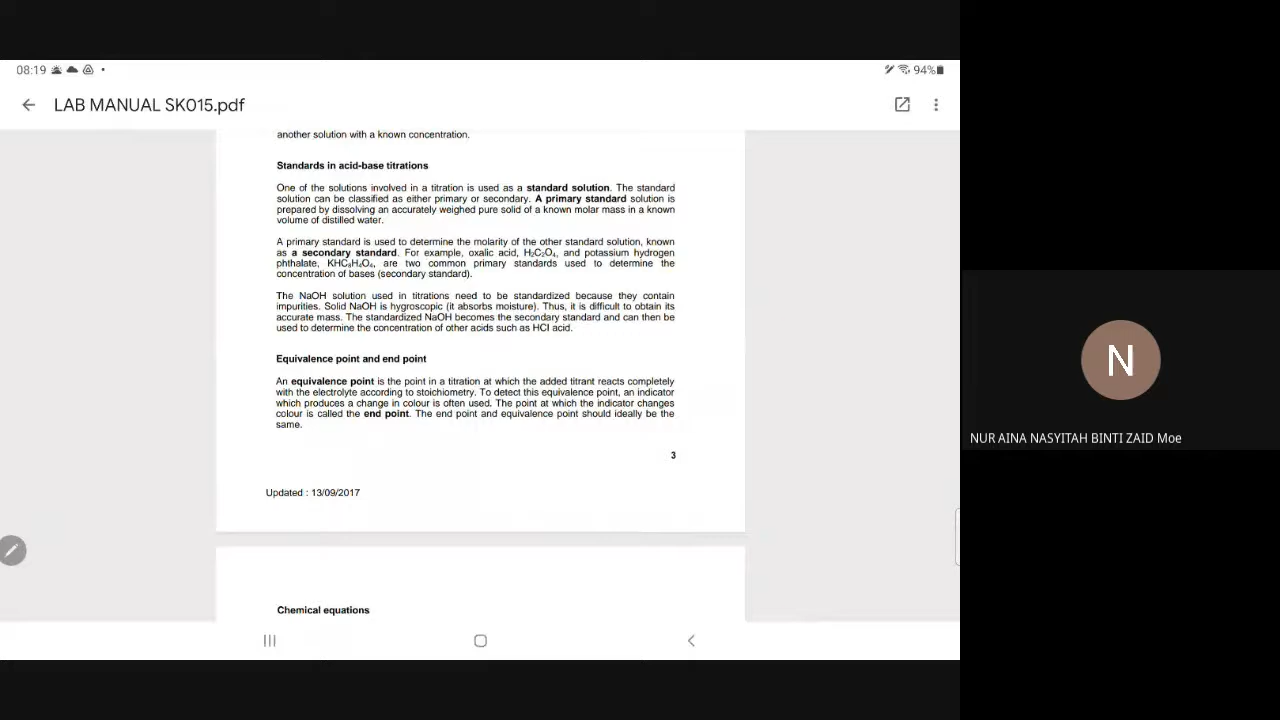 08:19
94%
LAB MANUAL SK015.pdf
another solution with a known concentration.
Standards in acid-base titrations
One of the solutions involved in a titration is used as a standard solution. The standard
solution can be classified as either primary or secondary. A primary standard solution is
prepared by dissolving an accurately weighed pure solid of a known molar mass in a known
volume of distilled water.
A primary standard is used to determine the molarity of the other standard solution, known
as a secondary standard. For example, oxalic acid, H₂C₂O₄, and potassium hydrogen
phthalate, KHC₈H₄O₄, are two common primary standards used to determine the
concentration of bases (secondary standard).
The NaOH solution used in titrations need to be standardized because they contain
impurities. Solid NaOH is hygroscopic (it absorbs moisture). Thus, it is difficult to obtain its
accurate mass. The standardized NaOH becomes the secondary standard and can then be
used to determine the concentration of other acids such as HCl acid.
Equivalence point and end point
An equivalence point is the point in a titration at which the added titrant reacts completely
with the electrolyte according to stoichiometry. To detect this equivalence point, an indicator
which produces a change in colour is often used. The point at which the indicator changes
colour is called the end point. The end point and equivalence point should ideally be the
same.
3
Updated : 13/09/2017
Chemical equations
N
NUR AINA NASYITAH BINTI ZAID Moe